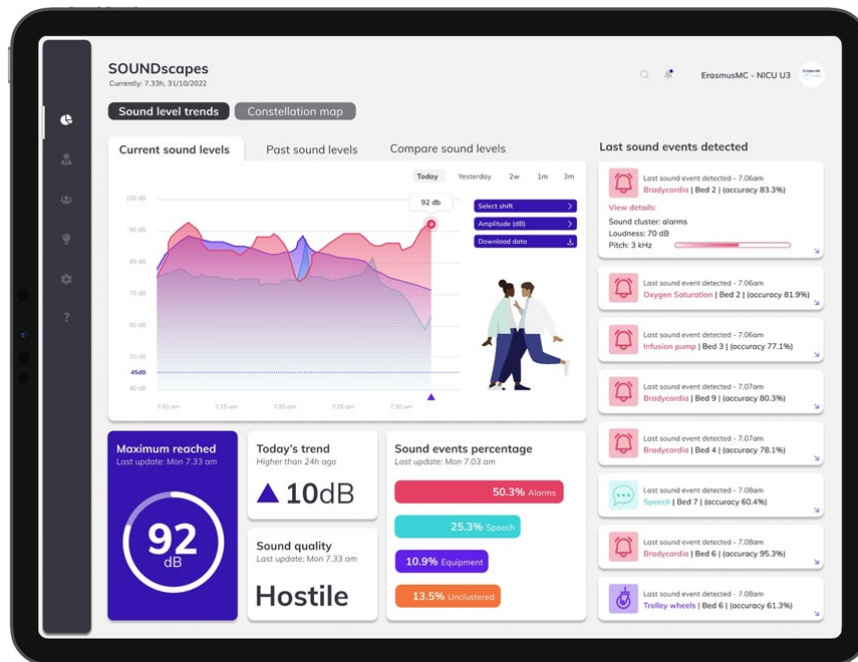 SOUNDscapes
Currently: 7.33h, 31/10/2022
ErasmusMC - NICU U3
Sound level trends
Constellation map
Current sound levels
Past sound levels
Compare sound levels
Today
Yesterday
2w
1m
3m
92 db
Select shift
Amplitude (dB)
Download data
100 dB
90 dB
80 dB
70 dB
60 dB
50 dB
45dB
40 dB
7:10 am
7:15 am
7:20 am
7:25 am
7:30 am
Maximum reached
Last update: Mon 7.33 am
92
dB
Today's trend
Higher than 24h ago
10dB
Sound quality
Last update: Mon 7.33 am
Hostile
Sound events percentage
Last update: Mon 7.03 am
50.3% Alarms
25.3% Speech
10.9% Equipment
13.5% Unclustered
Last sound events detected
Last sound event detected - 7.06am
Bradycardia | Bed 2 | (accuracy 83.3%)
View details:
Sound cluster: alarms
Loudness: 70 dB
Pitch: 3 kHz
Last sound event detected - 7.06am
Oxygen Saturation | Bed 2 | (accuracy 81.9%)
Last sound event detected - 7.06am
Infusion pump | Bed 3 | (accuracy 77.1%)
Last sound event detected - 7.07am
Bradycardia | Bed 9 | (accuracy 80.3%)
Last sound event detected - 7.07am
Bradycardia | Bed 4 | (accuracy 78.1%)
Last sound event detected - 7.08am
Speech | Bed 7 | (accuracy 60.4%)
Last sound event detected - 7.08am
Bradycardia | Bed 6 | (accuracy 95.3%)
Last sound event detected - 7.08am
Trolley wheels | Bed 6 | (accuracy 61.3%)